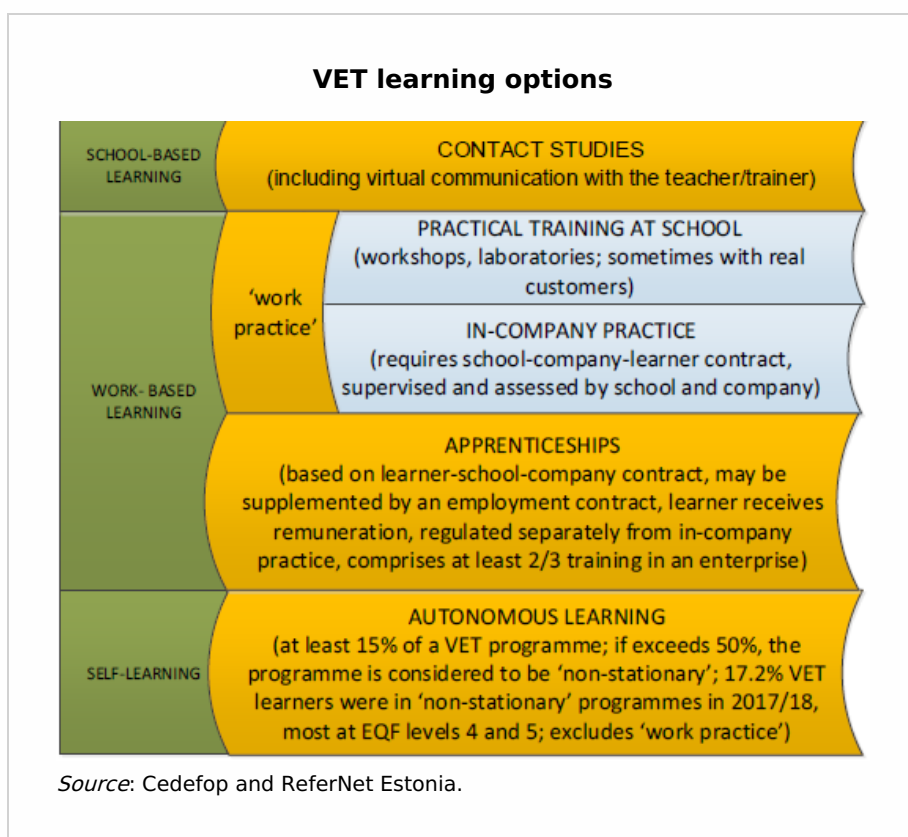 VET learning options
SCHOOL-BASED
LEARNING
CONTACT STUDIES
(including virtual communication with the teacher/trainer)
WORK- BASED
LEARNING
‘work
practice’
PRACTICAL TRAINING AT SCHOOL
(workshops, laboratories; sometimes with real
customers)
IN-COMPANY PRACTICE
(requires school-company-learner contract,
supervised and assessed by school and company)
APPRENTICESHIPS
(based on learner-school-company contract, may be
supplemented by an employment contract, learner receives
remuneration, regulated separately from in-company
practice, comprises at least 2/3 training in an enterprise)
SELF-LEARNING
AUTONOMOUS LEARNING
(at least 15% of a VET programme; if exceeds 50%, the
programme is considered to be ‘non-stationary’; 17.2% VET
learners were in ‘non-stationary’ programmes in 2017/18,
most at EQF levels 4 and 5; excludes ‘work practice’)
Source: Cedefop and ReferNet Estonia.